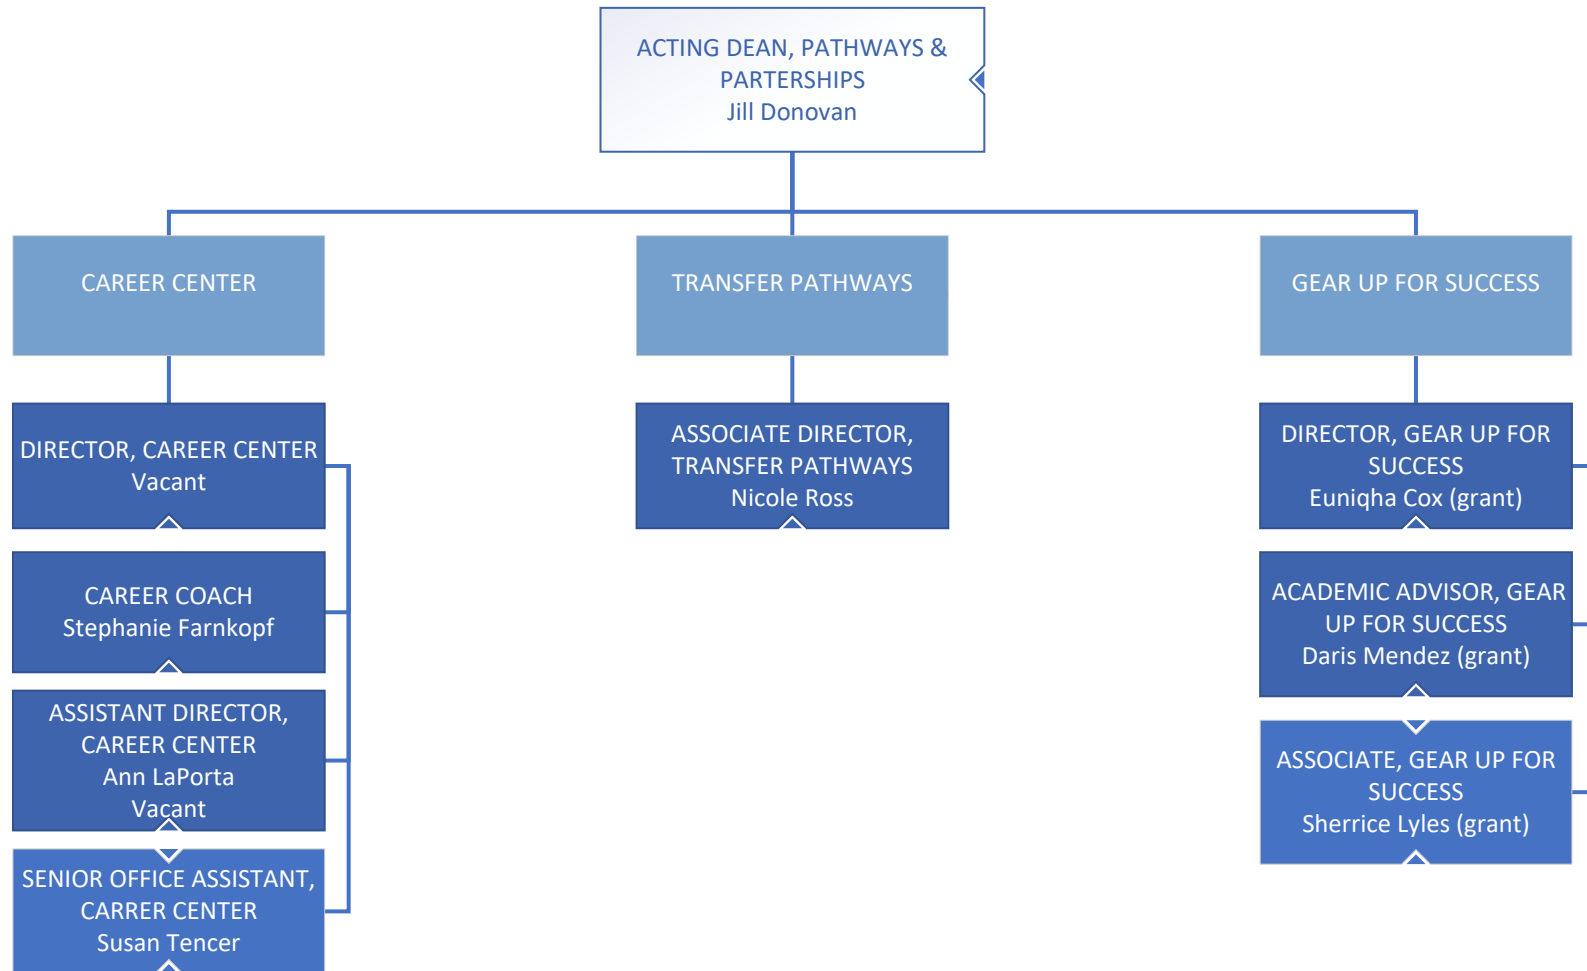 ACTING DEAN, PATHWAYS &
PARTERSHIPS
Jill Donovan
CAREER CENTER
TRANSFER PATHWAYS
GEAR UP FOR SUCCESS
DIRECTOR, CAREER CENTER
Vacant
ASSOCIATE DIRECTOR,
TRANSFER PATHWAYS
Nicole Ross
DIRECTOR, GEAR UP FOR
SUCCESS
Euniqha Cox (grant)
CAREER COACH
Stephanie Farnkopf
ACADEMIC ADVISOR, GEAR
UP FOR SUCCESS
Daris Mendez (grant)
ASSISTANT DIRECTOR,
CAREER CENTER
Ann LaPorta
Vacant
ASSOCIATE, GEAR UP FOR
SUCCESS
Sherrice Lyles (grant)
SENIOR OFFICE ASSISTANT,
CARRER CENTER
Susan Tencer